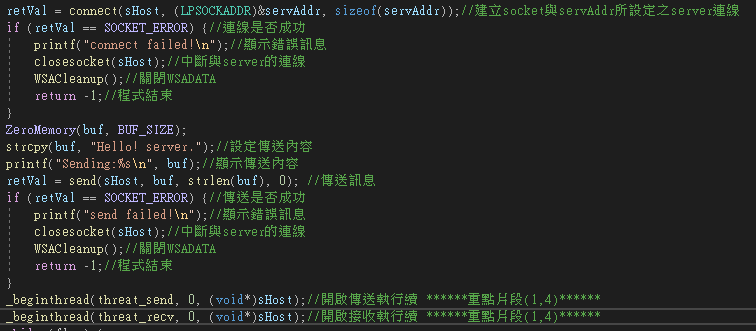 retVal = connect(sHost, (LPSOCKADDR)&servAddr, sizeof(servAddr));//建立socket與servAddr所設定之server連線
if (retVal == SOCKET_ERROR) {//連線是否成功
printf("connect failed!\n");//顯示錯誤訊息
closesocket(sHost);//中斷與server的連線
WSACleanup();//關閉WSADATA
return -1;//程式結束
}
ZeroMemory(buf, BUF_SIZE);
strcpy(buf, "Hello! server.");//設定傳送內容
printf("Sending:%s\n", buf);//顯示傳送內容
retVal = send(sHost, buf, strlen(buf), 0); //傳送訊息
if (retVal == SOCKET_ERROR) {//傳送是否成功
printf("send failed!\n");//顯示錯誤訊息
closesocket(sHost);//中斷與server的連線
WSACleanup();//關閉WSADATA
return -1;//程式結束
}
_beginthread(threat_send, 0, (void*)sHost);//開啟傳送執行續 ******重點片段(1,4)******
_beginthread(threat_recv, 0, (void*)sHost);//開啟接收執行續 ******重點片段(1,4)******